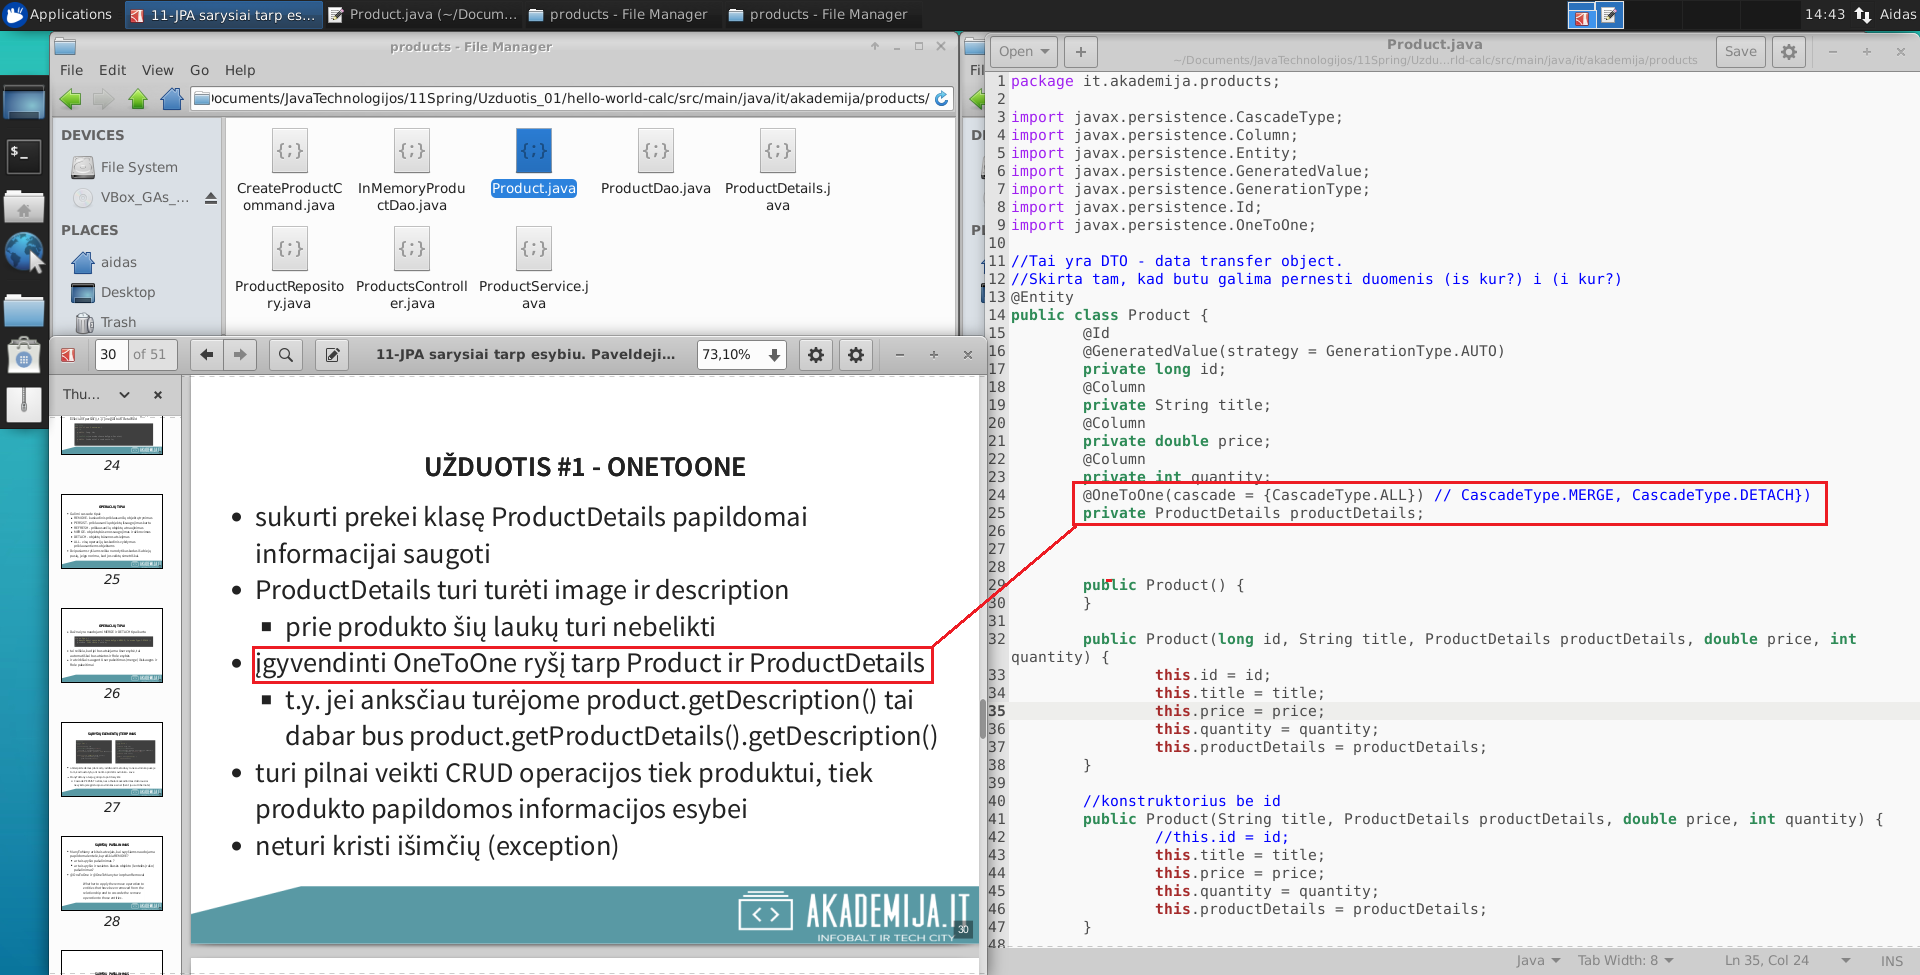 Applications
11-JPA sarysiai tarp es...
Product.java (~/Docum...
products - File Manager
products - File Manager
14:43
Aidas
products - File Manager
File Edit View Go Help
ocuments/JavaTechnologijos/11Spring/Uzduotis_01/hello-world-calc/src/main/java/it/akademija/products/
DEVICES
File System
VBox_GAs_...
PLACES
aidas
Desktop
Trash
CreateProductC
ommand.java
InMemoryProdu
ctDao.java
Product.java
ProductDao.java
ProductDetails.j
ava
ProductReposito
ry.java
ProductsControll
er.java
ProductService.j
ava
30 of 51
11-JPA sarysiai tarp esybiu. Paveldeji...
73,10%
Thu...
24
25
26
27
28
UŽDUOTIS #1 - ONETOONE
• sukurti prekei klasę ProductDetails papildomai
informacijai saugoti
• ProductDetails turi turėti image ir description
▪ prie produkto šių laukų turi nebelikti
• įgyvendinti OneToOne ryšį tarp Product ir ProductDetails
▪ t.y. jei anksčiau turėjome product.getDescription() tai
dabar bus product.getProductDetails().getDescription()
• turi pilnai veikti CRUD operacijos tiek produktui, tiek
produkto papildomos informacijos esybei
• neturi kristi išimčių (exception)
AKADEMIJA.IT
INFOBALT IR TECH CITY
30
Open
Product.java
~/Documents/JavaTechnologijos/11Spring/Uzdu...rld-calc/src/main/java/it/akademija/products
Save
1 package it.akademija.products;
2
3 import javax.persistence.CascadeType;
4 import javax.persistence.Column;
5 import javax.persistence.Entity;
6 import javax.persistence.GeneratedValue;
7 import javax.persistence.GenerationType;
8 import javax.persistence.Id;
9 import javax.persistence.OneToOne;
10
11 //Tai yra DTO - data transfer object.
12 //Skirta tam, kad butu galima pernesti duomenis (is kur?) i (i kur?)
13 @Entity
14 public class Product {
15 @Id
16 @GeneratedValue(strategy = GenerationType.AUTO)
17 private long id;
18 @Column
19 private String title;
20 @Column
21 private double price;
22 @Column
23 private int quantity;
24 @OneToOne(cascade = {CascadeType.ALL}) // CascadeType.MERGE, CascadeType.DETACH})
25 private ProductDetails productDetails;
26
27
28
29 public Product() {
30 }
31
32 public Product(long id, String title, ProductDetails productDetails, double price, int
quantity) {
33 this.id = id;
34 this.title = title;
35 this.price = price;
36 this.quantity = quantity;
37 this.productDetails = productDetails;
38 }
39
40 //konstruktorius be id
41 public Product(String title, ProductDetails productDetails, double price, int quantity) {
42 //this.id = id;
43 this.title = title;
44 this.price = price;
45 this.quantity = quantity;
46 this.productDetails = productDetails;
47 }
48
Java
Tab Width: 8
Ln 35, Col 24
INS